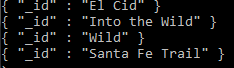 { "_id" : "El Cid" }
{ "_id" : "Into the Wild" }
{ "_id" : "Wild" }
{ "_id" : "Santa Fe Trail" }